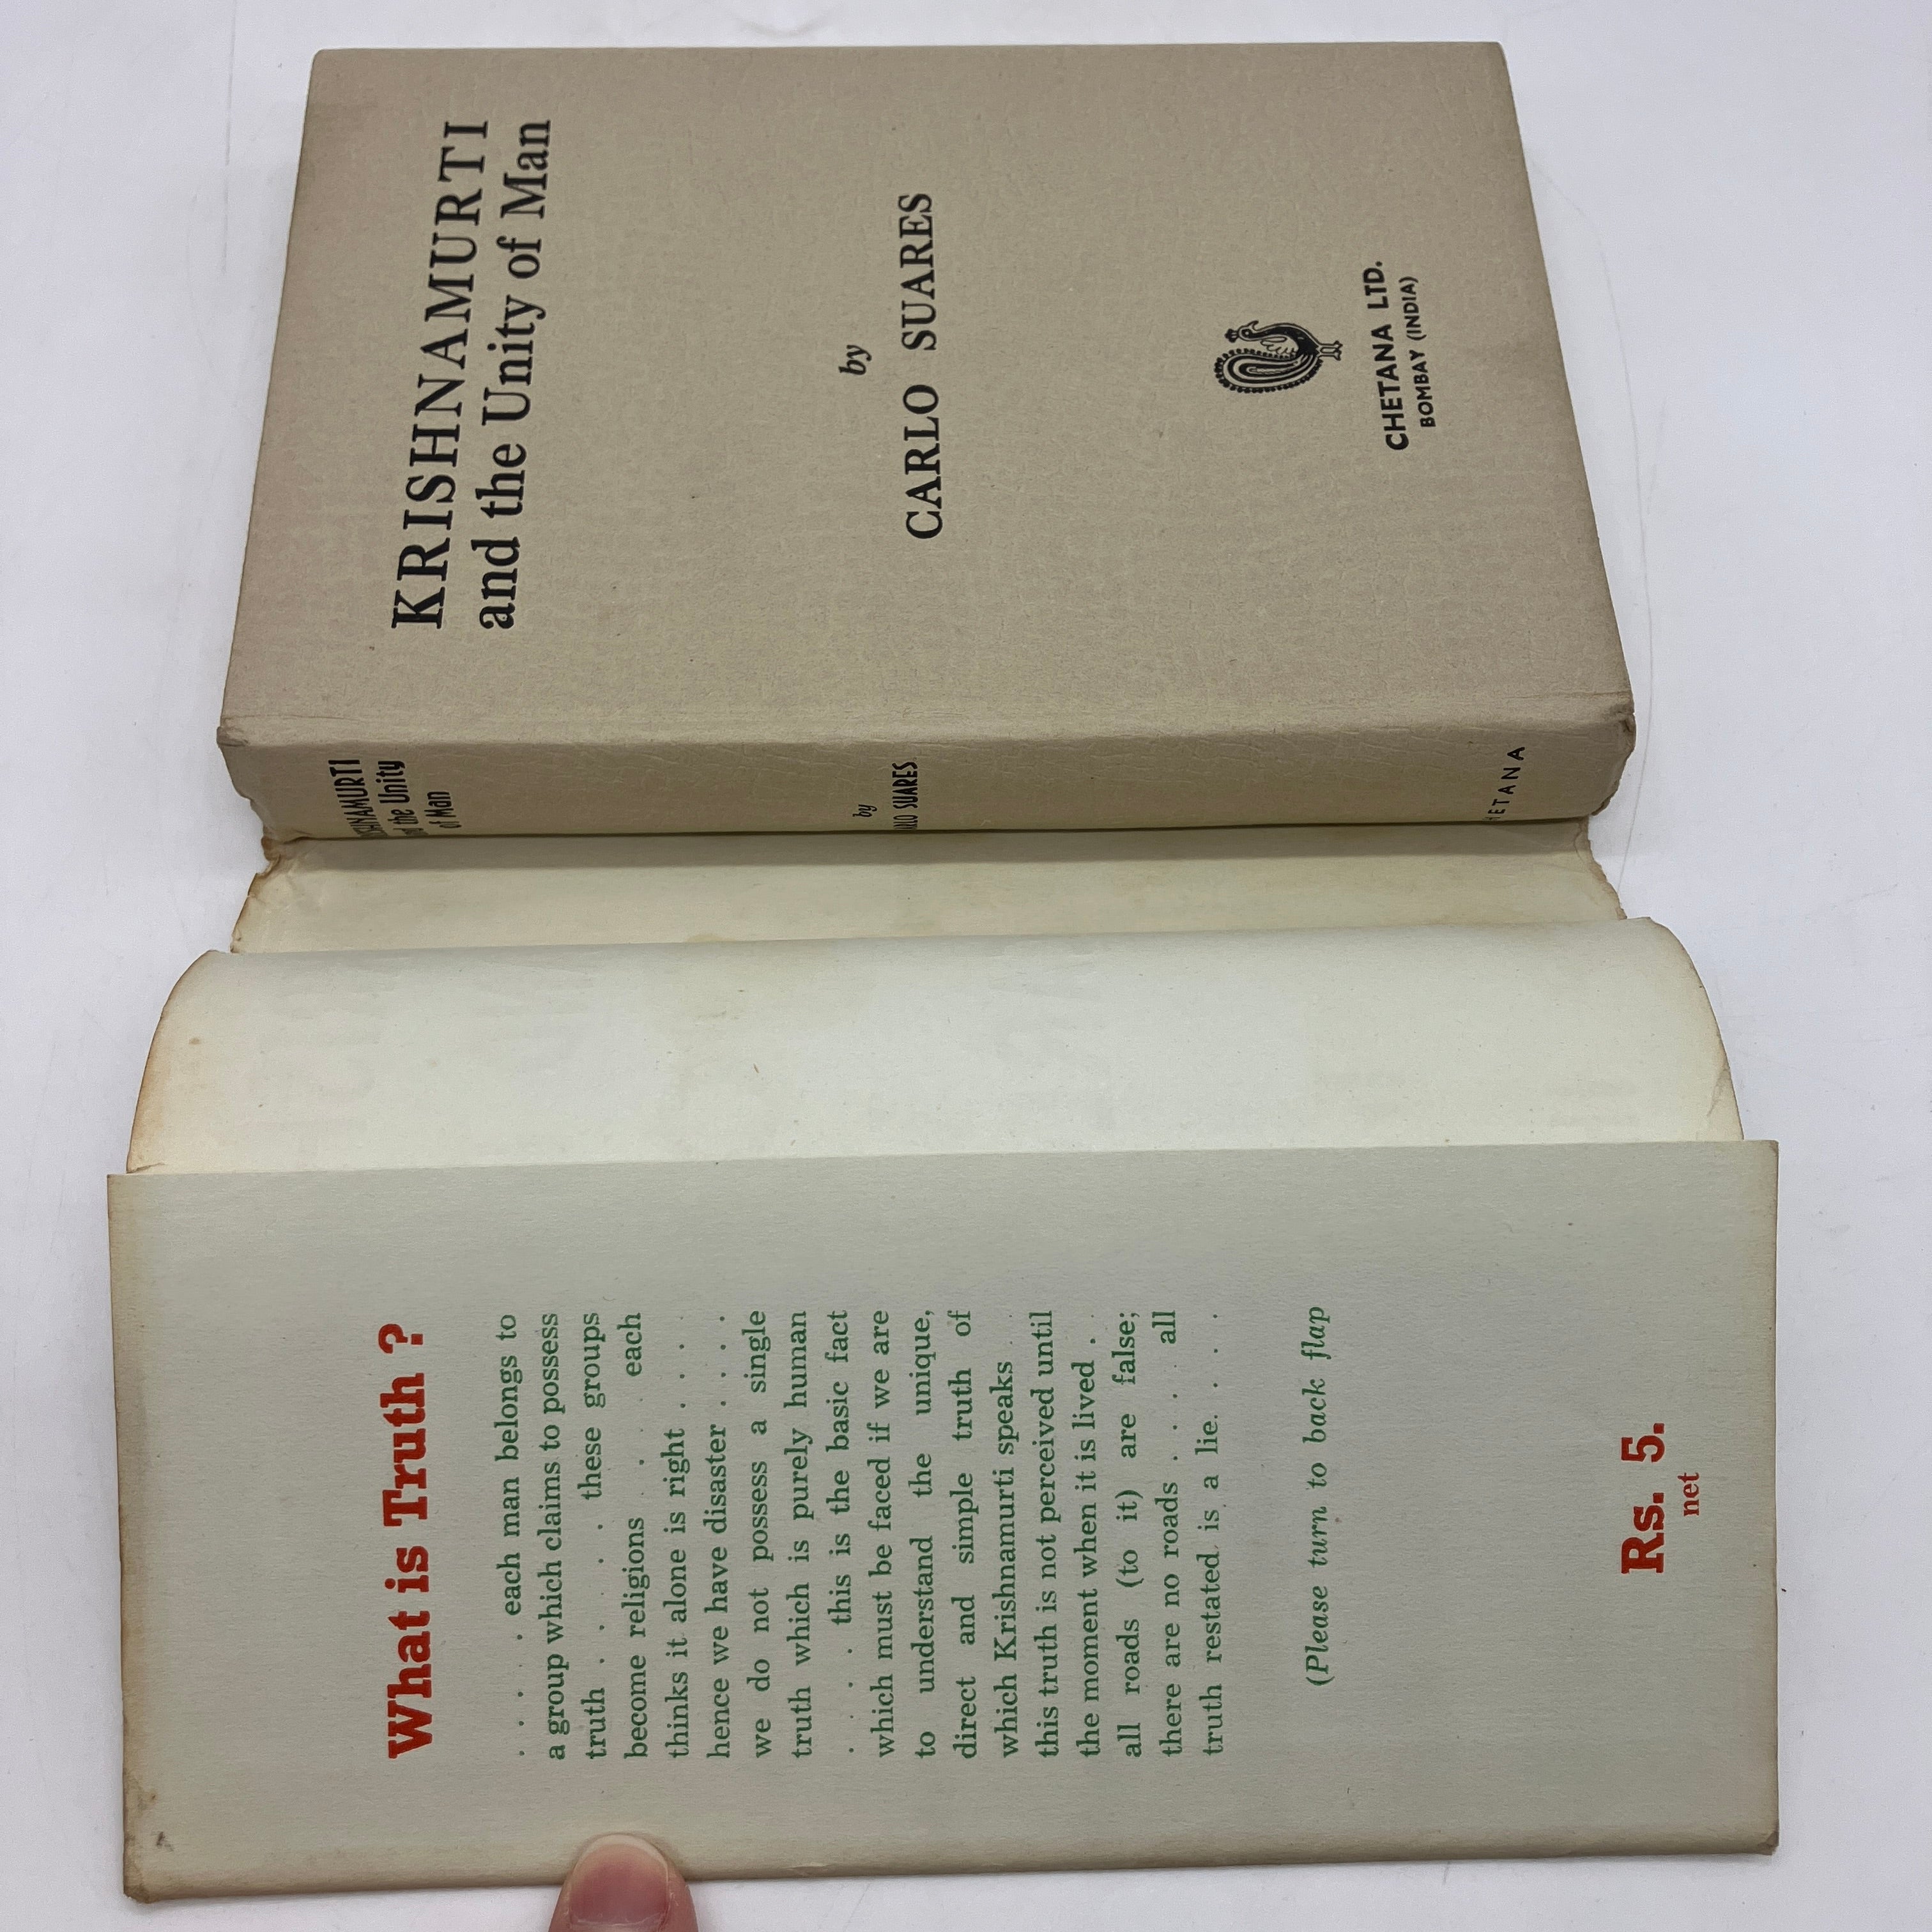 KRISHNAMURTI
and the Unity of Man
by
CARLO SUARES
CHETANA LTD.
BOMBAY (INDIA)
the Unity
of Man
by
SUARES
What is Truth ?
. . . . . each man belongs to
a group which claims to possess
truth . . . . . these groups
become religions . . . . each
thinks it alone is right . . . .
hence we have disaster . . . .
we do not possess a single
truth which is purely human
. . . . this is the basic fact
which must be faced if we are
to understand the unique,
direct and simple truth of
which Krishnamurti speaks . .
this truth is not perceived until
the moment when it is lived . .
all roads (to it) are false;
there are no roads . . . . all
truth restated is a lie. . . .
(Please turn to back flap
Rs. 5.
net